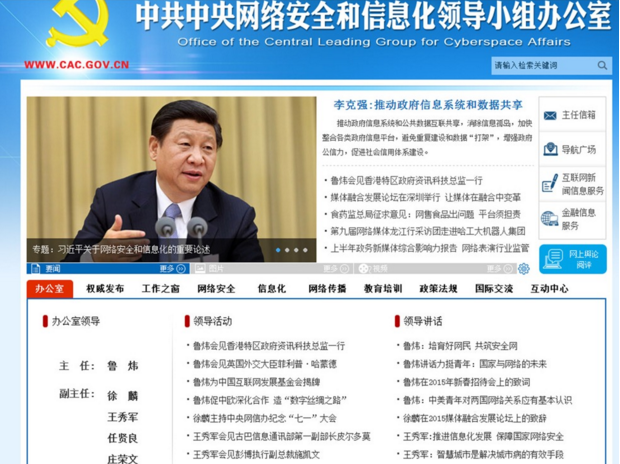 中共中央网络安全和信息化领导小组办公室
Office of the Central Leading Group for Cyberspace Affairs
WWW.CAC.GOV.CN
请输入检索关键词
李克强:推动政府信息系统和数据共享
推动政府信息系统和公共数据互联共享，消除信息孤岛，加快
整合各类政府信息平台，避免重复建设和数据“打架”，增强政府
公信力，促进社会信用体系建设。
· 鲁炜会见香港特区政府资讯科技总监一行
· 媒体融合发展论坛在深圳举行 让媒体在融合中变革
· 食药监总局征求意见：网售食品出问题 平台须担责
· 第九届网络媒体龙江行采访团走进哈工大机器人集团
· 上半年政务新媒体综合影响力报告 网络表演行业监管
专题：习近平关于网络安全和信息化的重要论述
主任信箱
导航广场
互联网新
闻信息服务
金融信息
服务
网上舆论
阅评
要闻 更多
图片 更多
视频 更多
办公室 权威发布 工作之窗 网络安全 信息化 网络传播 教育培训 政策法规 国际交流 互动中心
办公室领导
主 任： 鲁 炜
副主任： 徐 麟
王秀军
任贤良
庄荣文
领导活动
· 鲁炜会见香港特区政府资讯科技总监一行
· 鲁炜会见英国外交大臣菲利普·哈蒙德
· 鲁炜为中国互联网发展基金会揭牌
· 鲁炜促中欧深化合作 造“数字丝绸之路”
· 徐麟主持中央网信办纪念“七一”大会
· 王秀军会见古巴信息通讯部第一副部长皮尔多莫
· 王秀军会见彭博执行副总裁施凯文
领导讲话
· 鲁炜：培育好网民 共筑安全网
· 鲁炜讲话力挺青年：国家与网络的未来
· 鲁炜在2015年新春招待会上的致词
· 鲁炜：中美青年对两国网络关系应有基本认识
· 徐麟在2015媒体融合发展论坛上的致辞
· 王秀军:推进信息化发展 保障国家网络安全
· 王秀军：智慧城市是解决城市病的有效手段